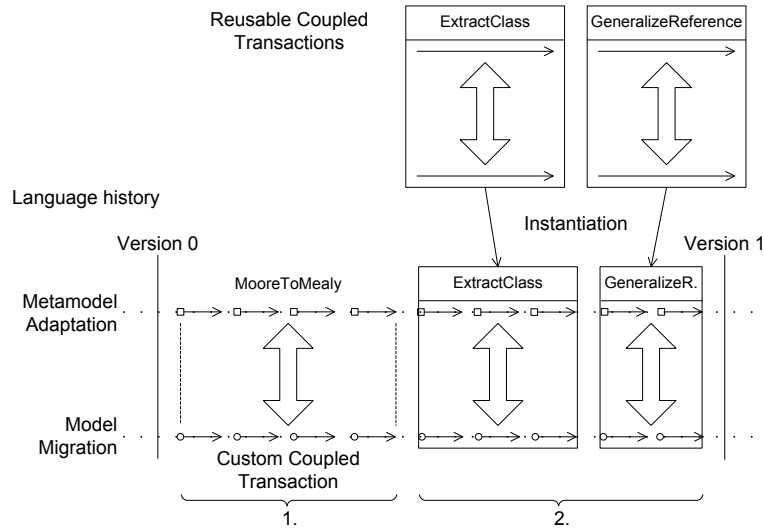 Reusable Coupled
Transactions
ExtractClass
GeneralizeReference
Language history
Instantiation
Version 0
Version 1
MooreToMealy
ExtractClass
GeneralizeR.
Metamodel
Adaptation
Model
Migration
Custom Coupled
Transaction
1.
2.